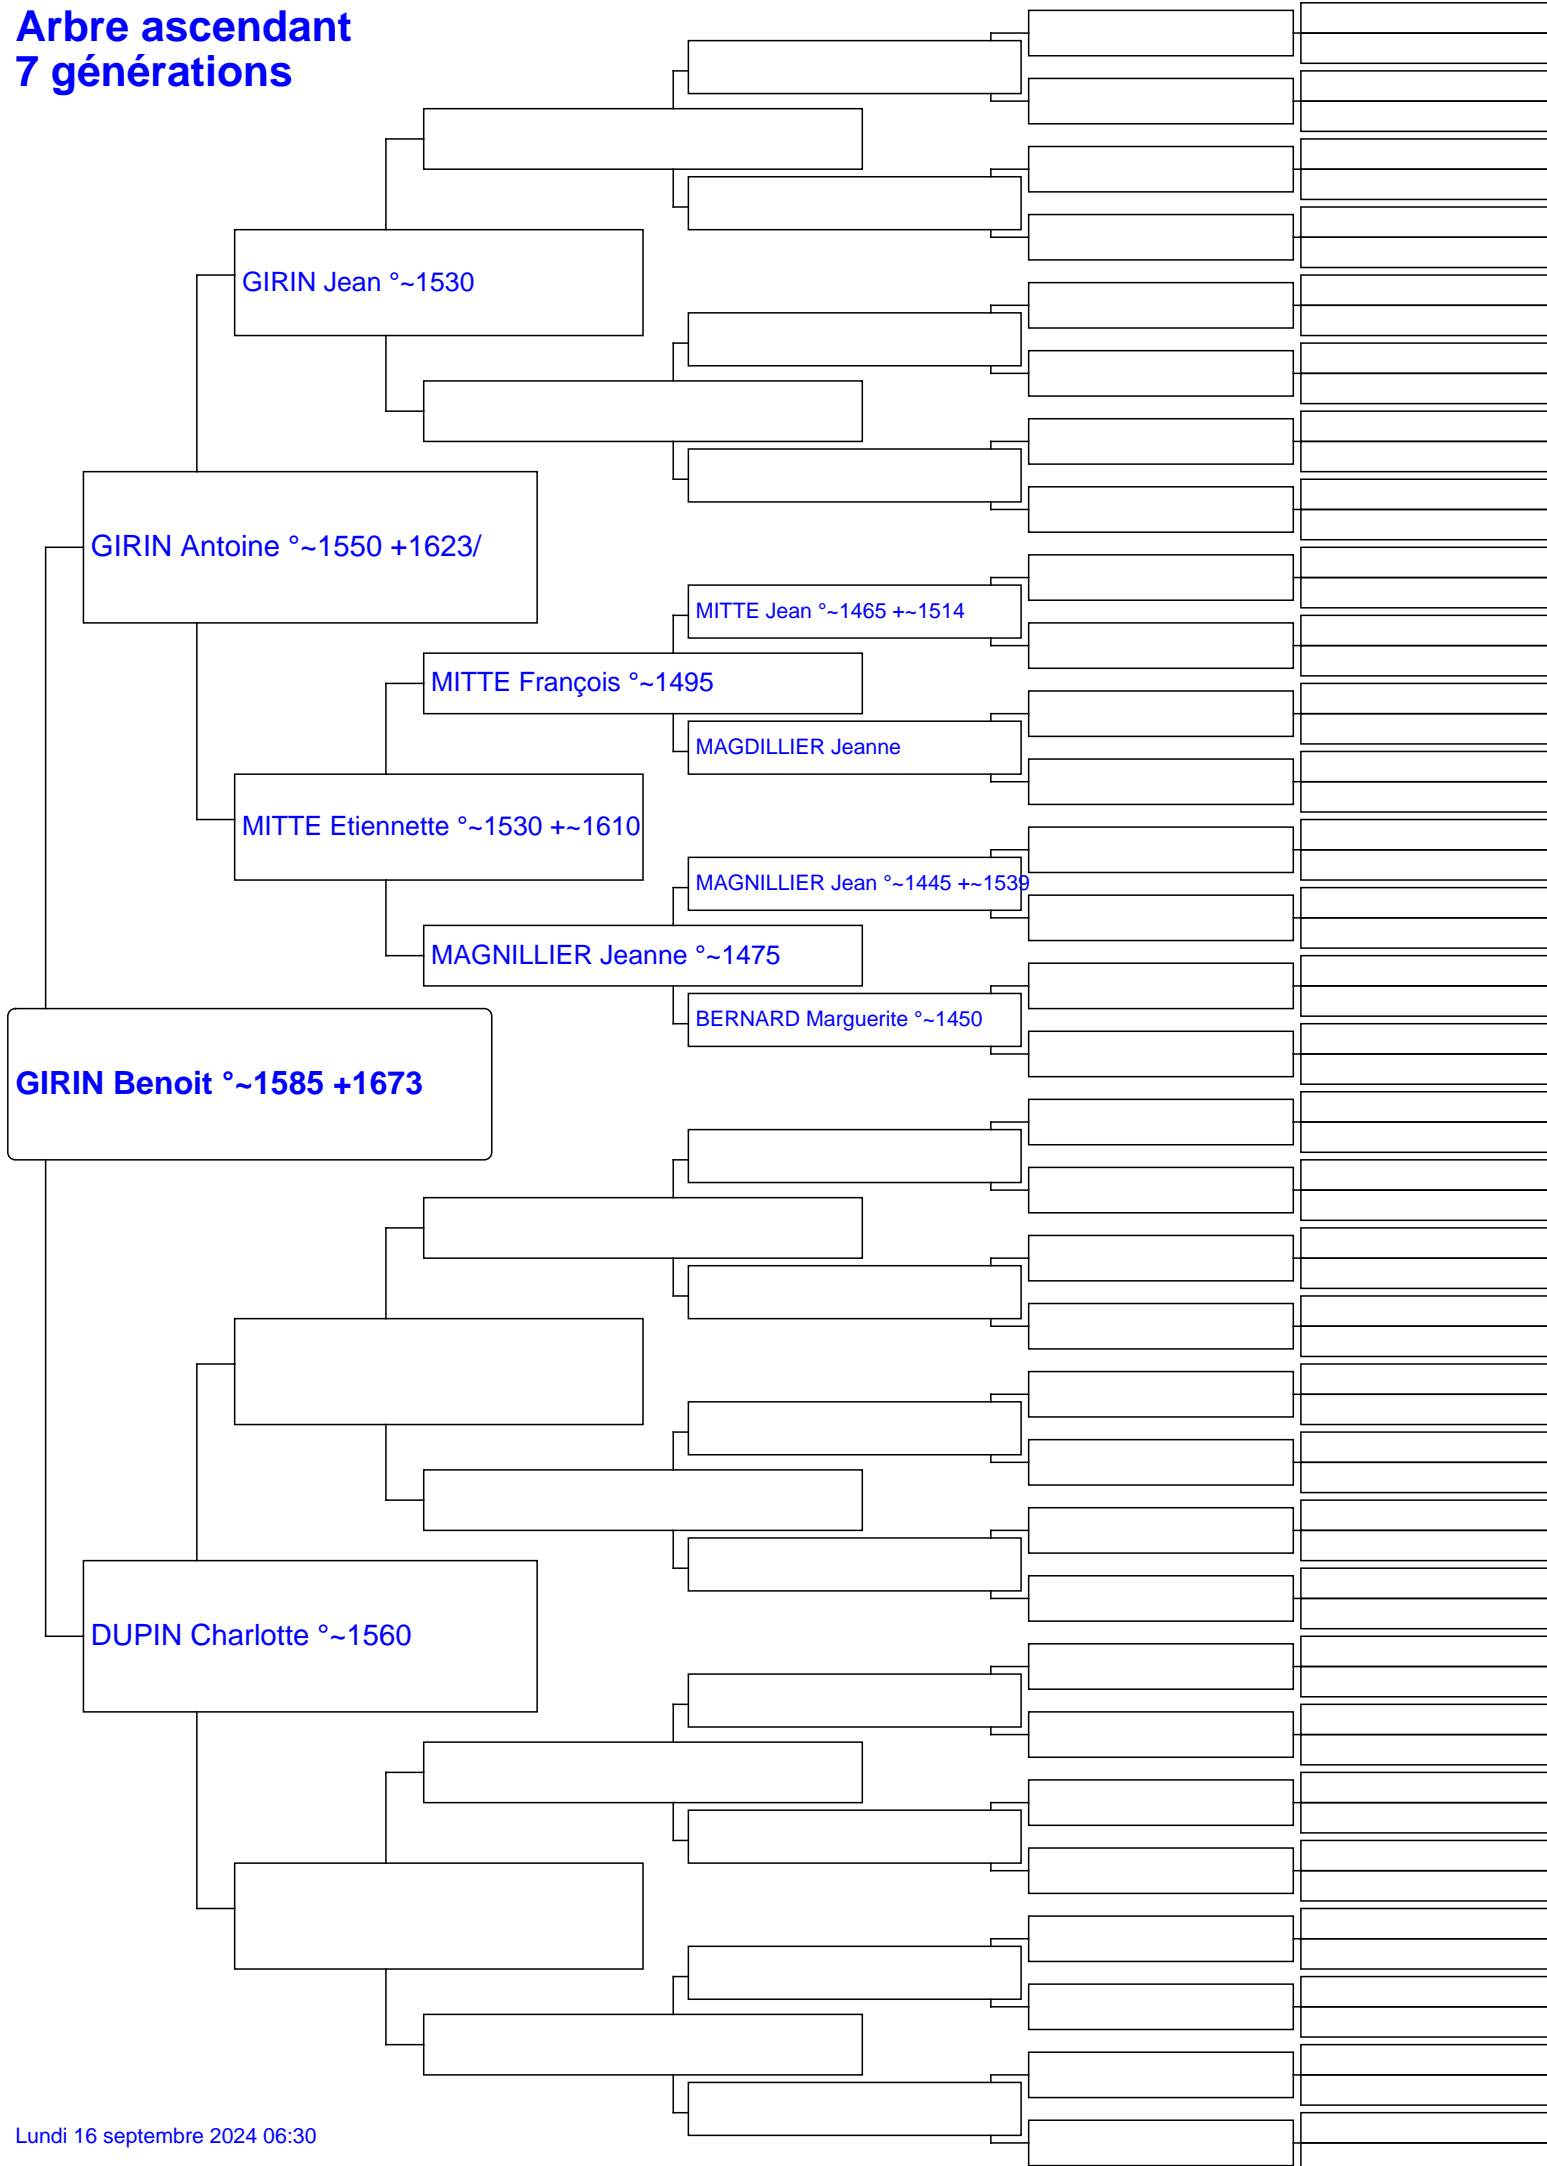 Arbre ascendant
7 générations
GIRIN Jean °~1530
GIRIN Antoine °~1550 +1623/
MITTE Jean °~1465 +~1514
MITTE François °~1495
MAGDILLIER Jeanne
MITTE Etiennette °~1530 +~1610
MAGNILLIER Jean °~1445 +~1539
MAGNILLIER Jeanne °~1475
BERNARD Marguerite °~1450
GIRIN Benoit °~1585 +1673
DUPIN Charlotte °~1560
Lundi 16 septembre 2024 06:30